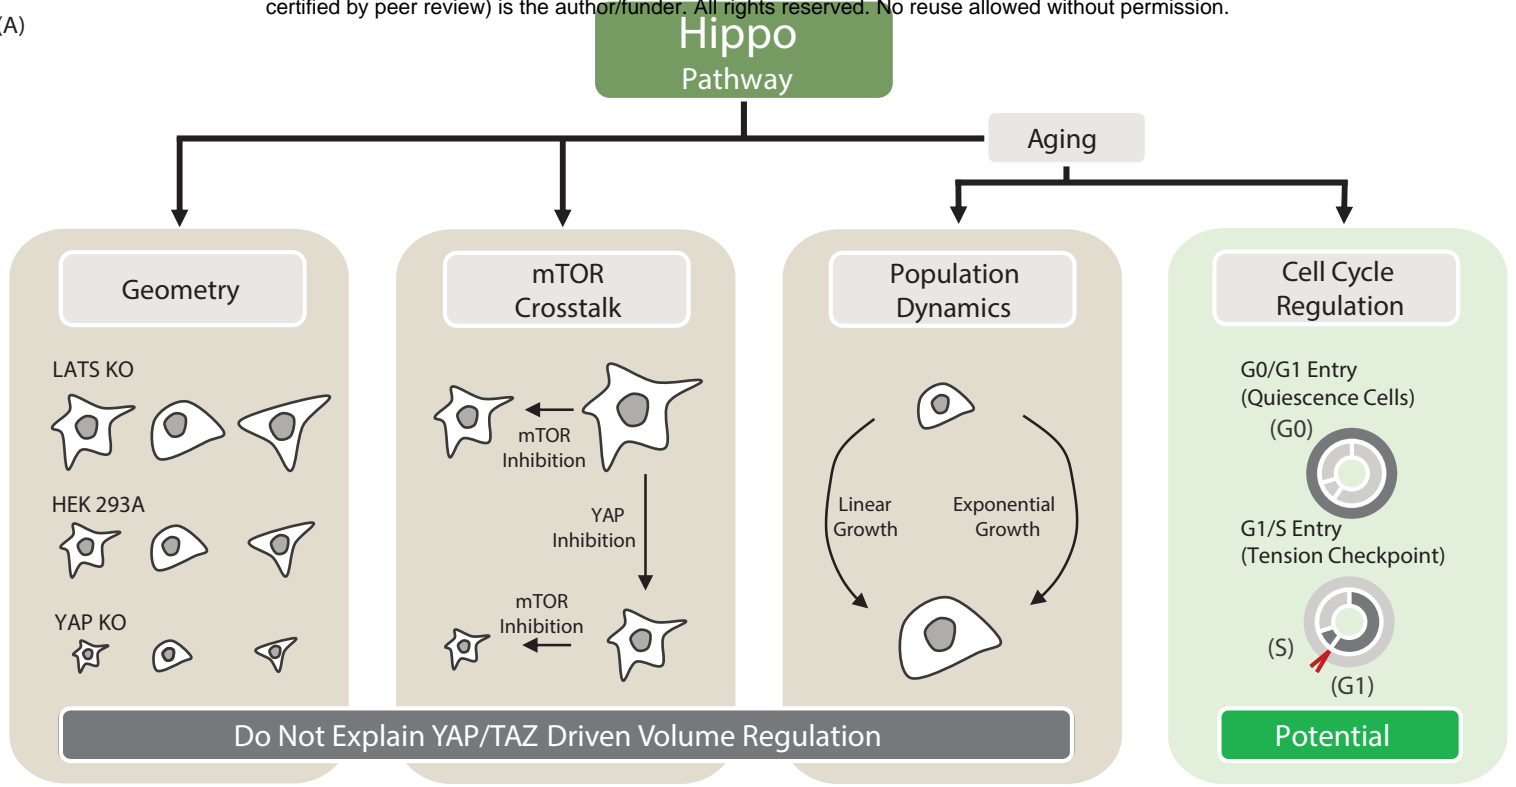 certified by peer review) is the author/funder. All rights reserved. No reuse allowed without permission.
(A)
Hippo
Pathway
Aging
Geometry
LATS KO
HEK 293A
YAP KO
mTOR
Crosstalk
mTOR
Inhibition
YAP
Inhibition
mTOR
Inhibition
Population
Dynamics
Linear
Growth
Exponential
Growth
Do Not Explain YAP/TAZ Driven Volume Regulation
Cell Cycle
Regulation
G0/G1 Entry
(Quiescence Cells)
(G0)
G1/S Entry
(Tension Checkpoint)
(S)
(G1)
Potential